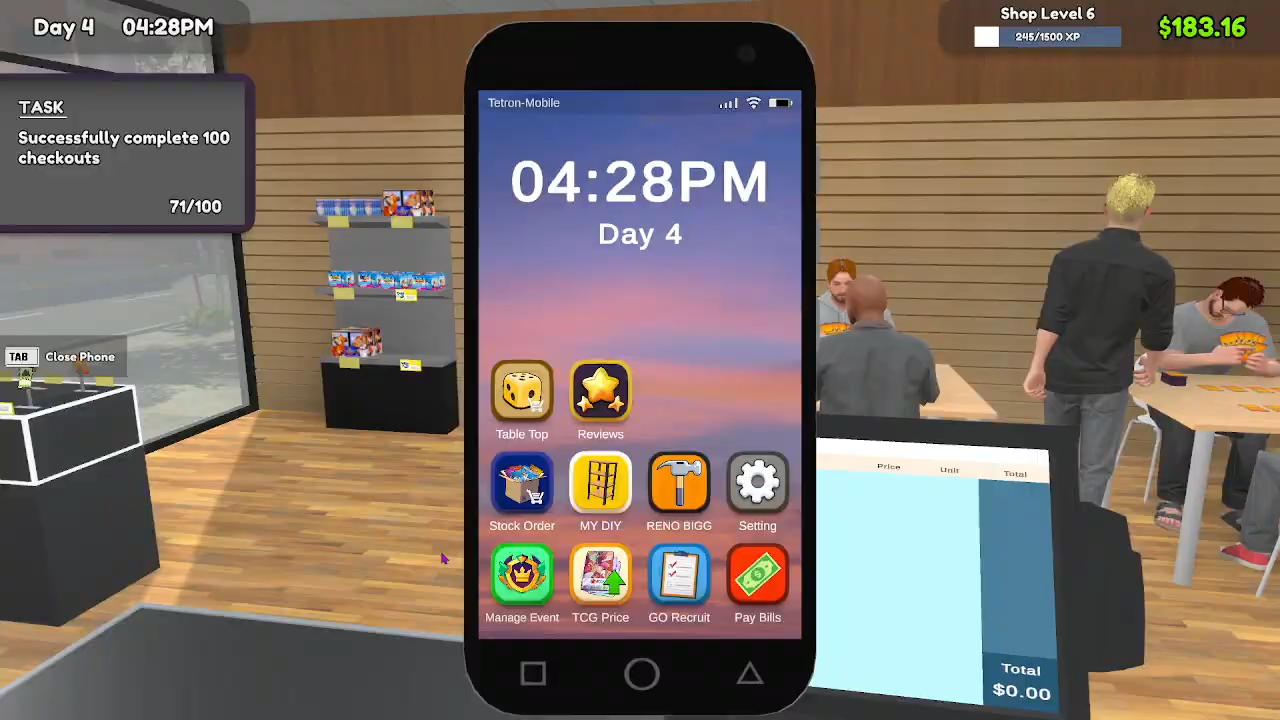 Day 4 04:28PM
Shop Level 6
245/1500 XP
$183.16
TASK
Successfully complete 100
checkouts
71/100
TAB Close Phone
Tetron-Mobile
04:28PM
Day 4
Table Top
Reviews
Stock Order
MY DIY
RENO BIGG
Setting
Manage Event
TCG Price
GO Recruit
Pay Bills
Price Unit Total
Total
$0.00